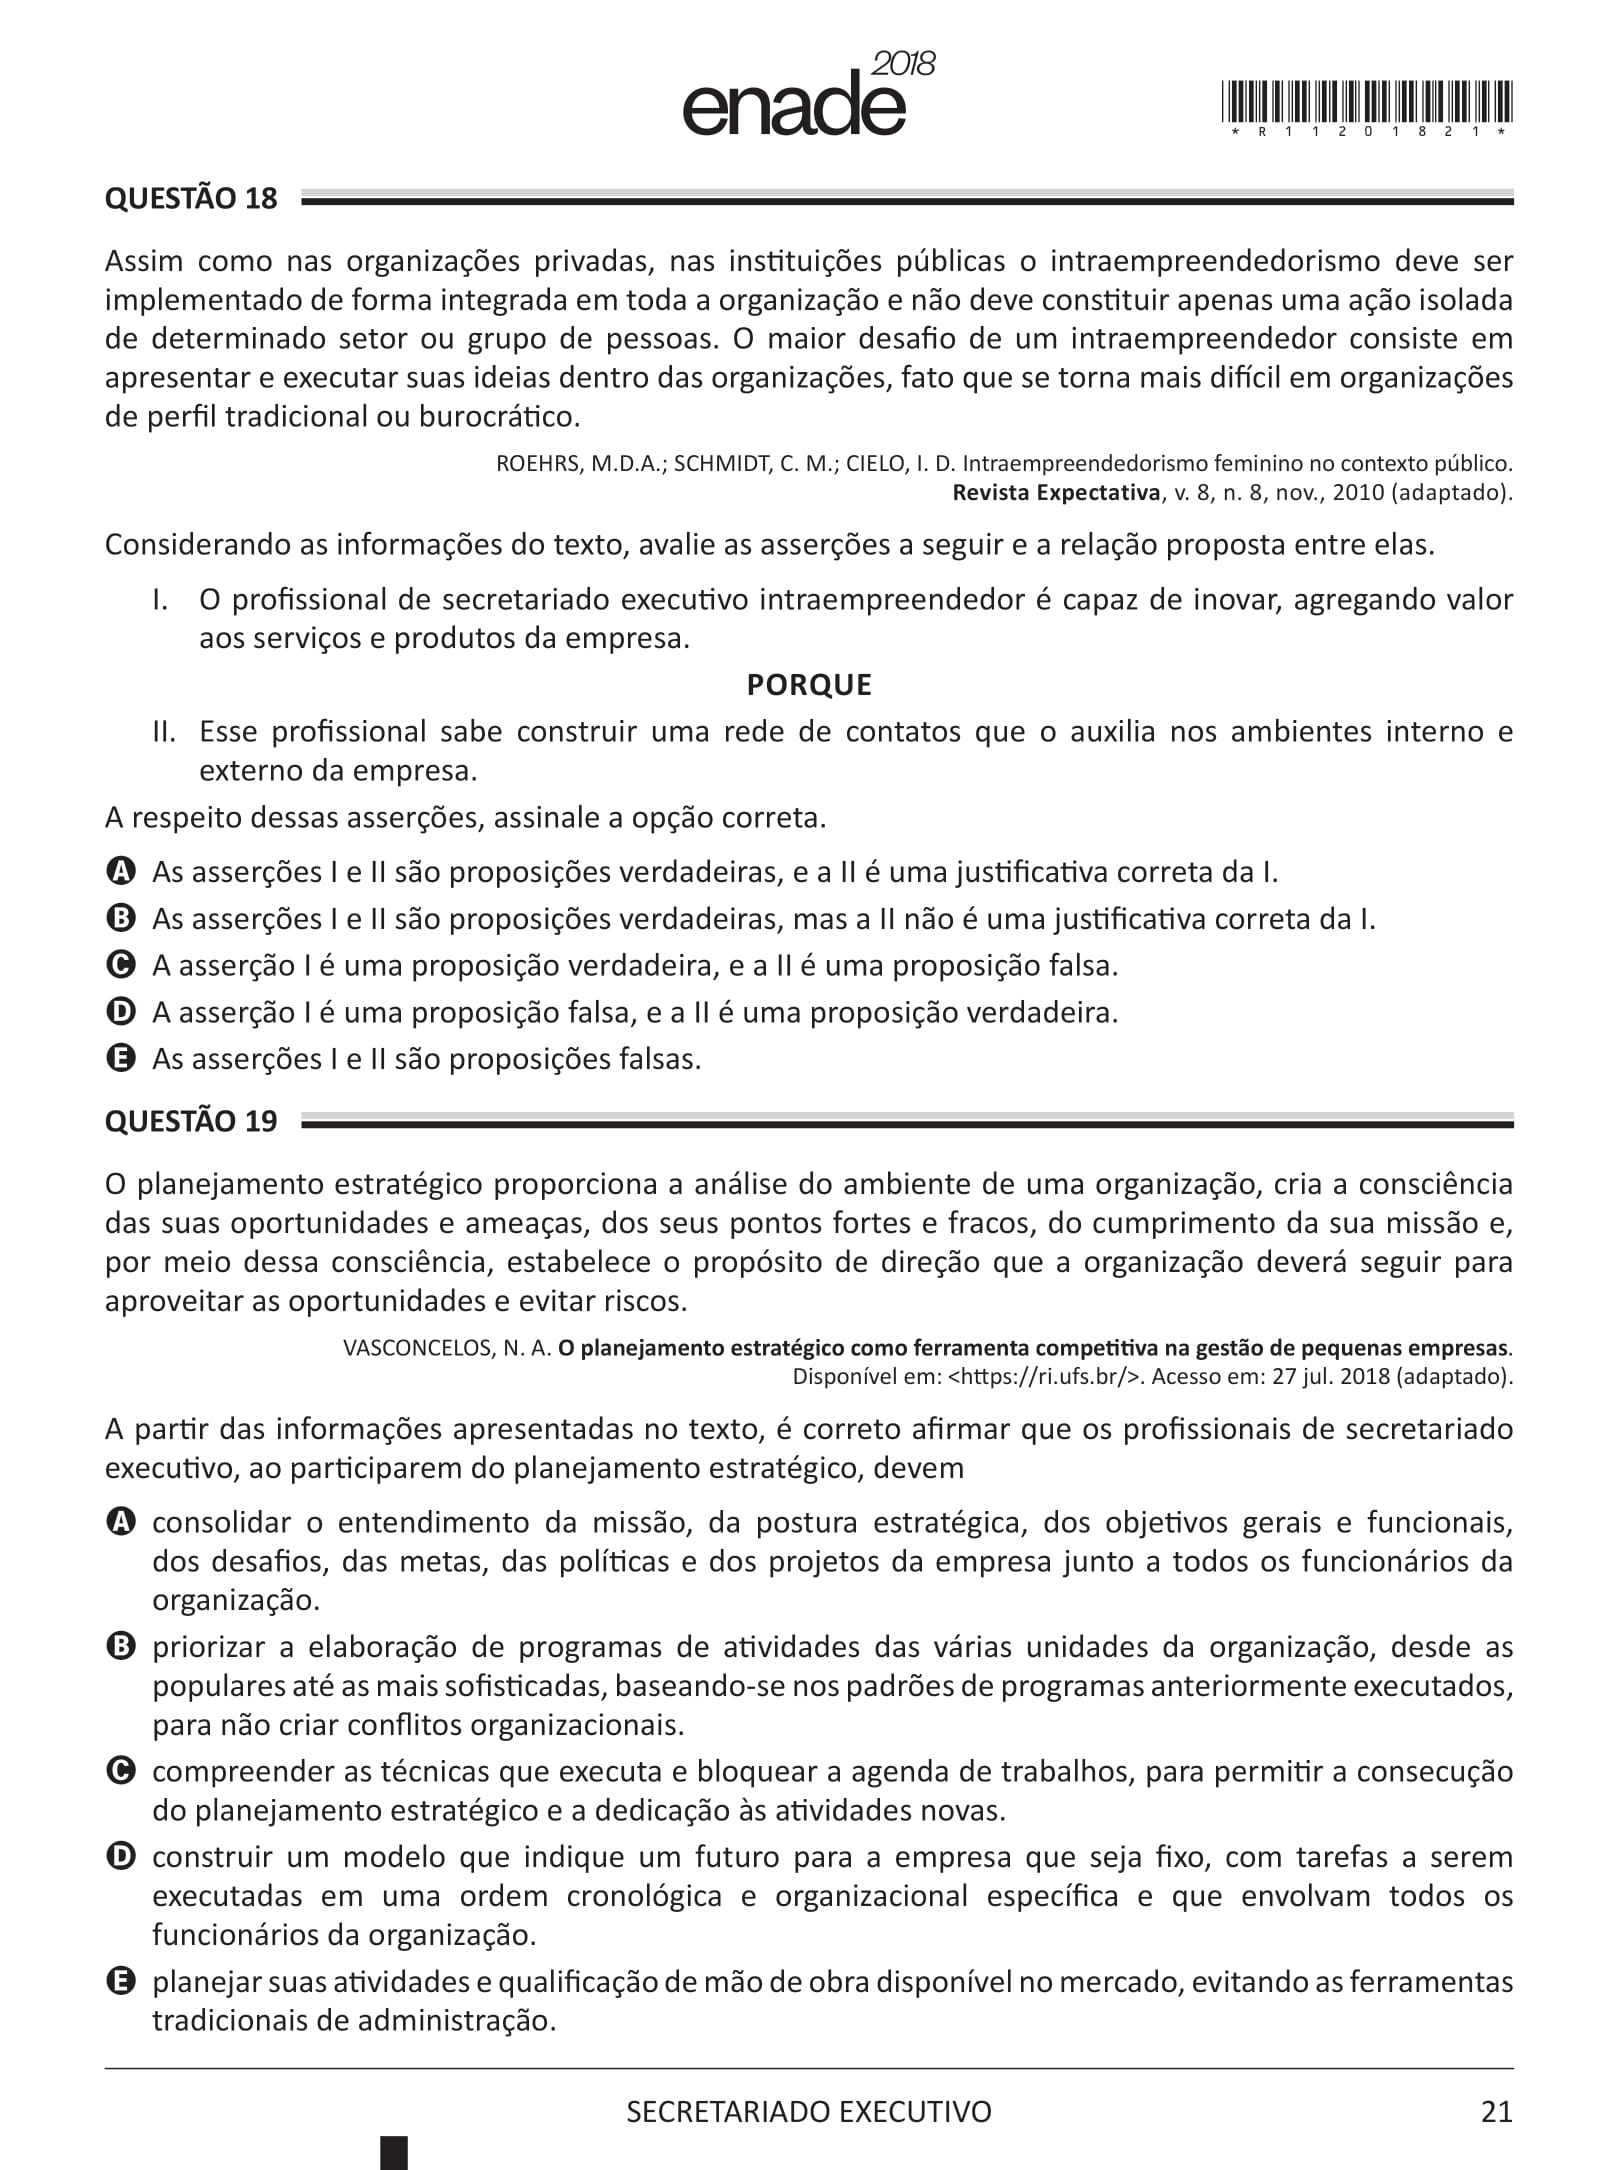 enade 2018
*R11201821*
QUESTÃO 18
Assim como nas organizações privadas, nas instituições públicas o intraempreendedorismo deve ser
implementado de forma integrada em toda a organização e não deve constituir apenas uma ação isolada
de determinado setor ou grupo de pessoas. O maior desafio de um intraempreendedor consiste em
apresentar e executar suas ideias dentro das organizações, fato que se torna mais difícil em organizações
de perfil tradicional ou burocrático.
ROEHRS, M.D.A.; SCHMIDT, C. M.; CIELO, I. D. Intraempreendedorismo feminino no contexto público.
Revista Expectativa, v. 8, n. 8, nov., 2010 (adaptado).
Considerando as informações do texto, avalie as asserções a seguir e a relação proposta entre elas.
I. O profissional de secretariado executivo intraempreendedor é capaz de inovar, agregando valor
aos serviços e produtos da empresa.
PORQUE
II. Esse profissional sabe construir uma rede de contatos que o auxilia nos ambientes interno e
externo da empresa.
A respeito dessas asserções, assinale a opção correta.
A As asserções I e II são proposições verdadeiras, e a II é uma justificativa correta da I.
B As asserções I e II são proposições verdadeiras, mas a II não é uma justificativa correta da I.
C A asserção I é uma proposição verdadeira, e a II é uma proposição falsa.
D A asserção I é uma proposição falsa, e a II é uma proposição verdadeira.
E As asserções I e II são proposições falsas.
QUESTÃO 19
O planejamento estratégico proporciona a análise do ambiente de uma organização, cria a consciência
das suas oportunidades e ameaças, dos seus pontos fortes e fracos, do cumprimento da sua missão e,
por meio dessa consciência, estabelece o propósito de direção que a organização deverá seguir para
aproveitar as oportunidades e evitar riscos.
VASCONCELOS, N. A. O planejamento estratégico como ferramenta competitiva na gestão de pequenas empresas.
Disponível em: <https://ri.ufs.br/>. Acesso em: 27 jul. 2018 (adaptado).
A partir das informações apresentadas no texto, é correto afirmar que os profissionais de secretariado
executivo, ao participarem do planejamento estratégico, devem
A consolidar o entendimento da missão, da postura estratégica, dos objetivos gerais e funcionais,
dos desafios, das metas, das políticas e dos projetos da empresa junto a todos os funcionários da
organização.
B priorizar a elaboração de programas de atividades das várias unidades da organização, desde as
populares até as mais sofisticadas, baseando-se nos padrões de programas anteriormente executados,
para não criar conflitos organizacionais.
C compreender as técnicas que executa e bloquear a agenda de trabalhos, para permitir a consecução
do planejamento estratégico e a dedicação às atividades novas.
D construir um modelo que indique um futuro para a empresa que seja fixo, com tarefas a serem
executadas em uma ordem cronológica e organizacional específica e que envolvam todos os
funcionários da organização.
E planejar suas atividades e qualificação de mão de obra disponível no mercado, evitando as ferramentas
tradicionais de administração.
SECRETARIADO EXECUTIVO 21